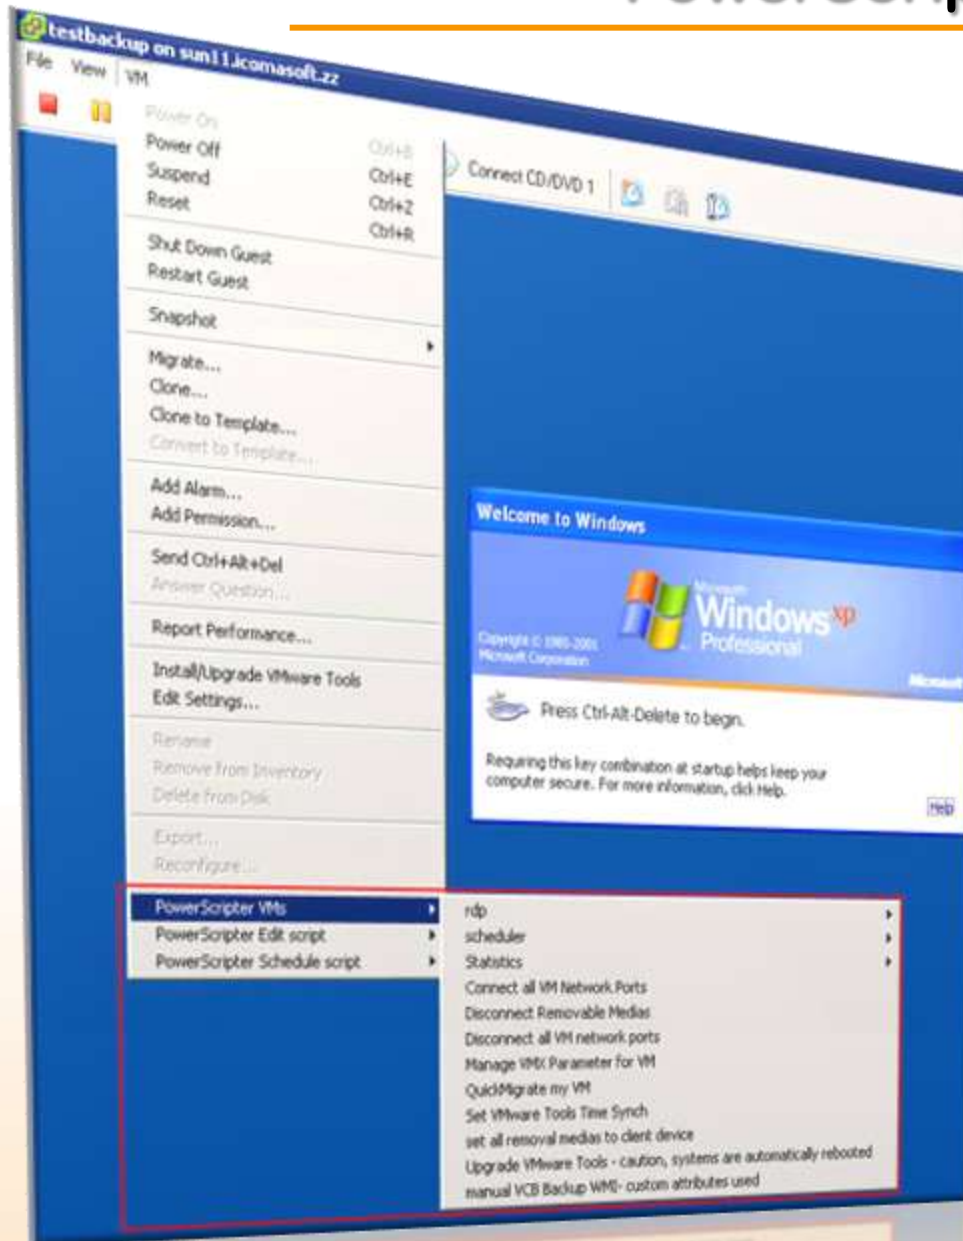 testbackup on sun11.icomasoft.zz
File View VM
Power On Ctrl+B
Power Off Ctrl+E
Suspend Ctrl+Z
Reset Ctrl+R
Connect CD/DVD 1
Shut Down Guest
Restart Guest
Snapshot
Migrate...
Clone...
Clone to Template...
Convert to Template...
Add Alarm...
Add Permission...
Send Ctrl+Alt+Del
Answer Question...
Report Performance...
Install/Upgrade VMware Tools
Edit Settings...
Rename
Remove from Inventory
Delete from Disk
Export...
Reconfigure...
Welcome to Windows
Microsoft
Windows xp
Professional
Copyright © 1985-2001
Microsoft Corporation
Microsoft
Press Ctrl-Alt-Delete to begin.
Requiring this key combination at startup helps keep your
computer secure. For more information, click Help.
Help
PowerScripter VMs
PowerScripter Edit script
PowerScripter Schedule script
rdp
scheduler
Statistics
Connect all VM Network Ports
Disconnect Removable Medias
Disconnect all VM network ports
Manage VMX Parameter for VM
QuickMigrate my VM
Set VMware Tools Time Synch
set all removal medias to client device
Upgrade VMware Tools - caution, systems are automatically rebooted
manual VCB Backup WMI- custom attributes used